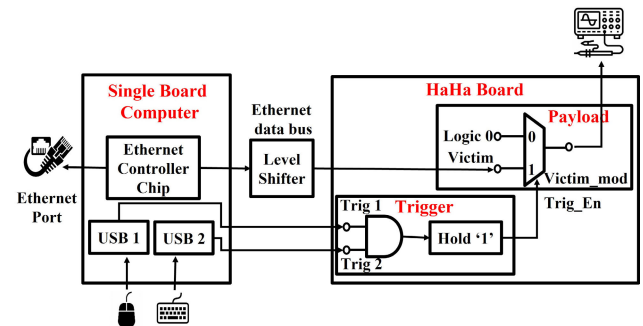 Single Board
Computer
Ethernet
Controller
Chip
Ethernet
Port
USB 1
USB 2
Ethernet
data bus
Level
Shifter
HaHa Board
Payload
Logic 0
0
Victim
1
Victim_mod
Trig_En
Trig 1
Trigger
Hold ‘1’
Trig 2